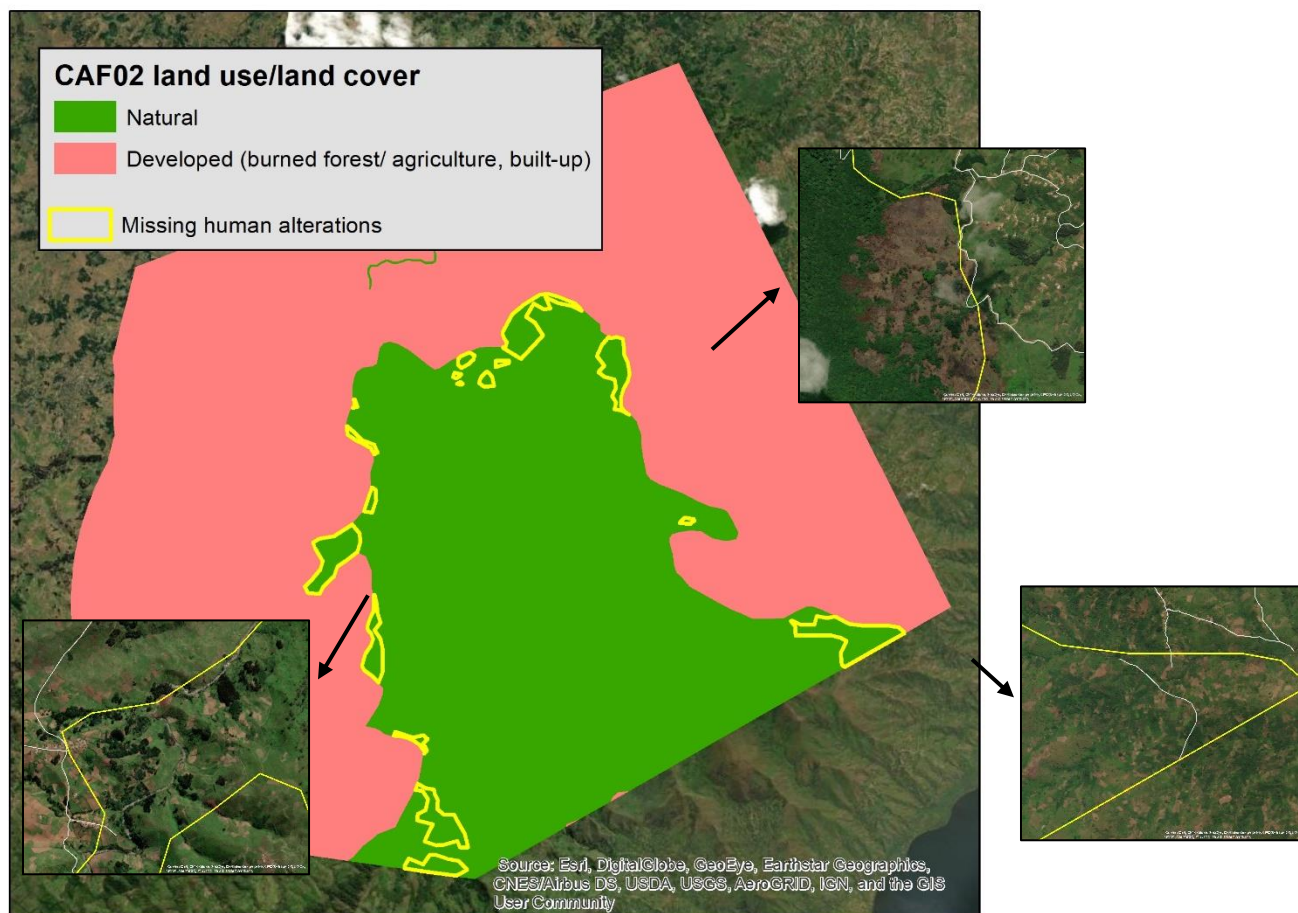 CAF02 land use/land cover
Natural
Developed (burned forest/ agriculture, built-up)
Missing human alterations
Source: Esri, DigitalGlobe, GeoEye, Earthstar Geographics,
CNES/Airbus DS, USDA, USGS, AeroGRID, IGN, and the GIS
User Community